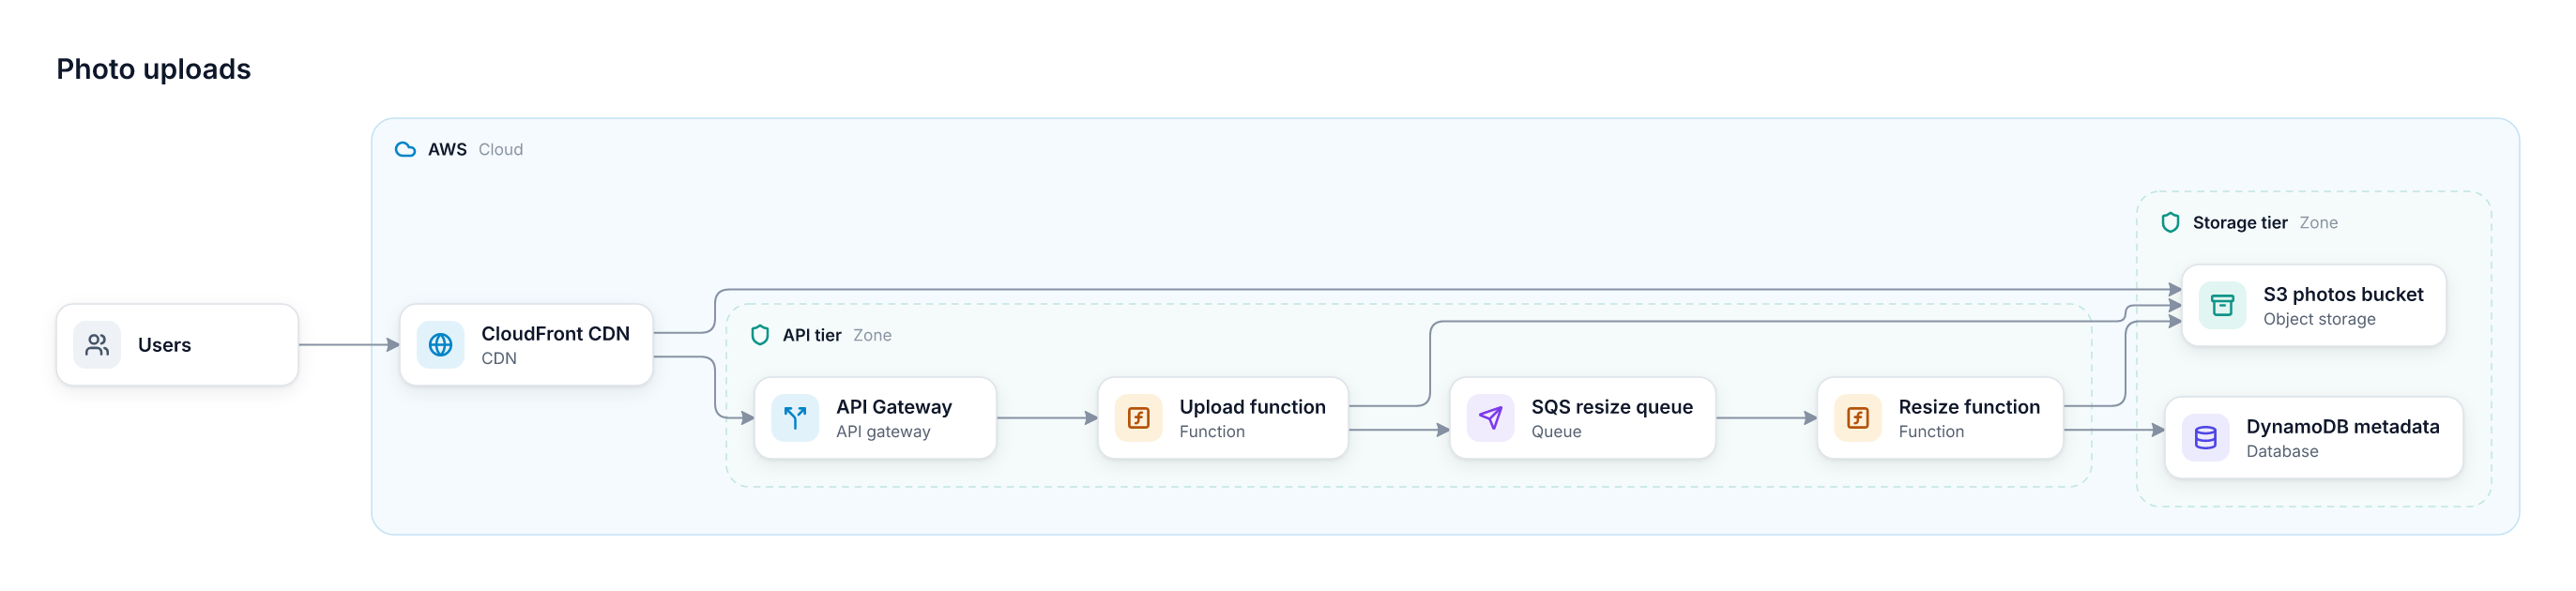 Photo uploads
AWS Cloud
Storage tier Zone
Users
CloudFront CDN
CDN
API tier Zone
API Gateway
API gateway
Upload function
Function
SQS resize queue
Queue
Resize function
Function
S3 photos bucket
Object storage
DynamoDB metadata
Database